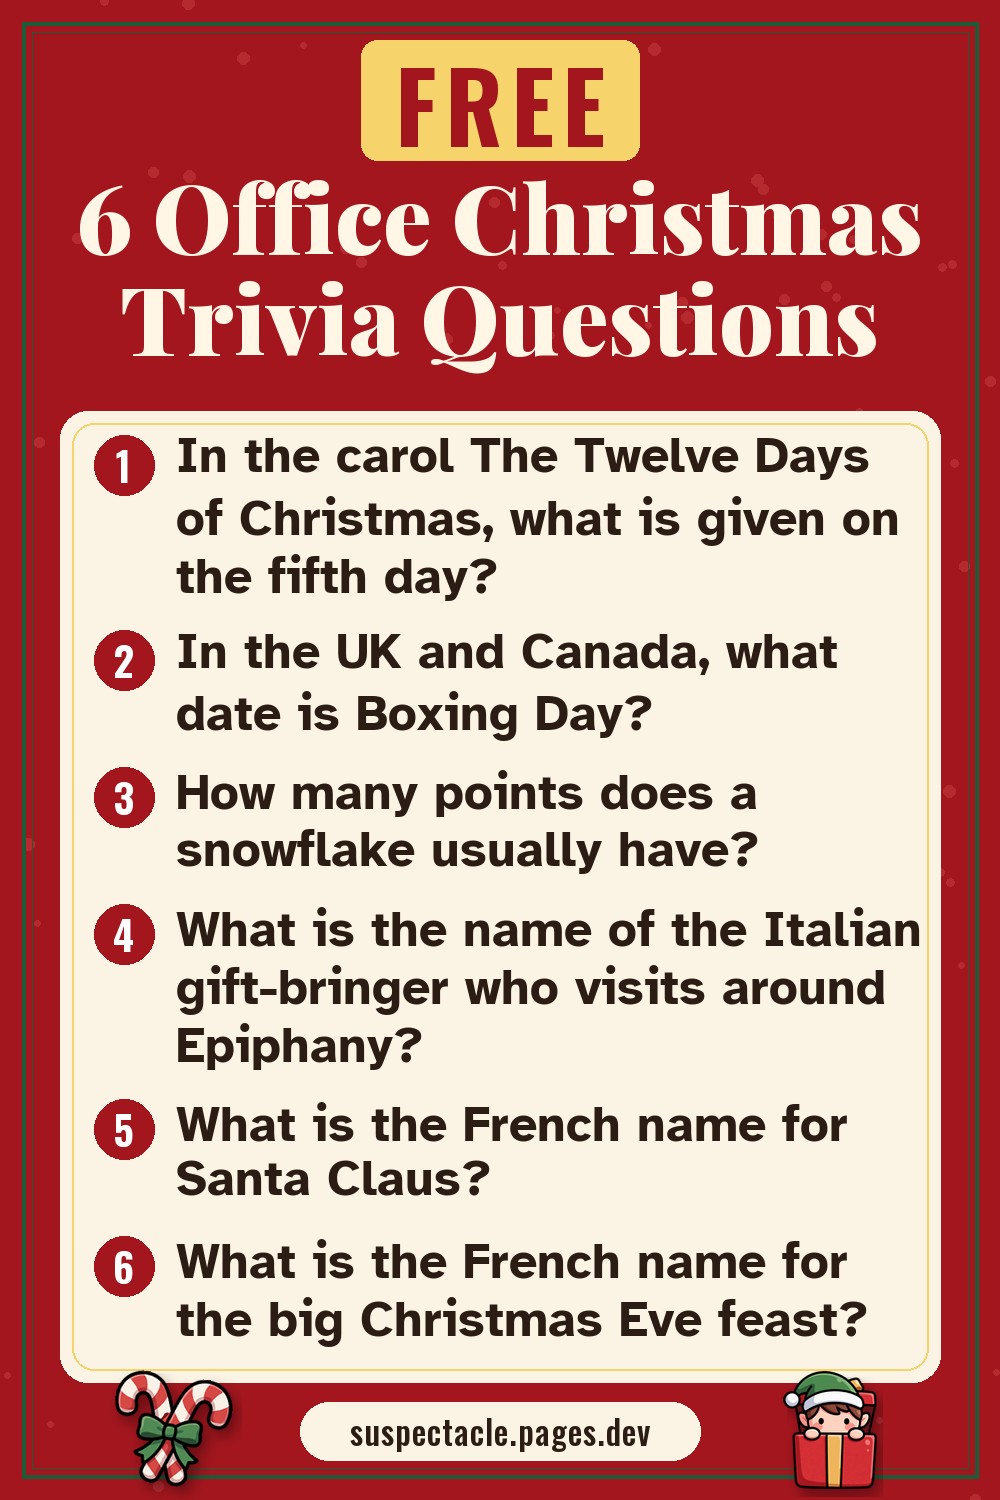 FREE
6 Office Christmas
Trivia Questions
1 In the carol The Twelve Days
of Christmas, what is given on
the fifth day?
2 In the UK and Canada, what
date is Boxing Day?
3 How many points does a
snowflake usually have?
4 What is the name of the Italian
gift-bringer who visits around
Epiphany?
5 What is the French name for
Santa Claus?
6 What is the French name for
the big Christmas Eve feast?
suspectacle.pages.dev